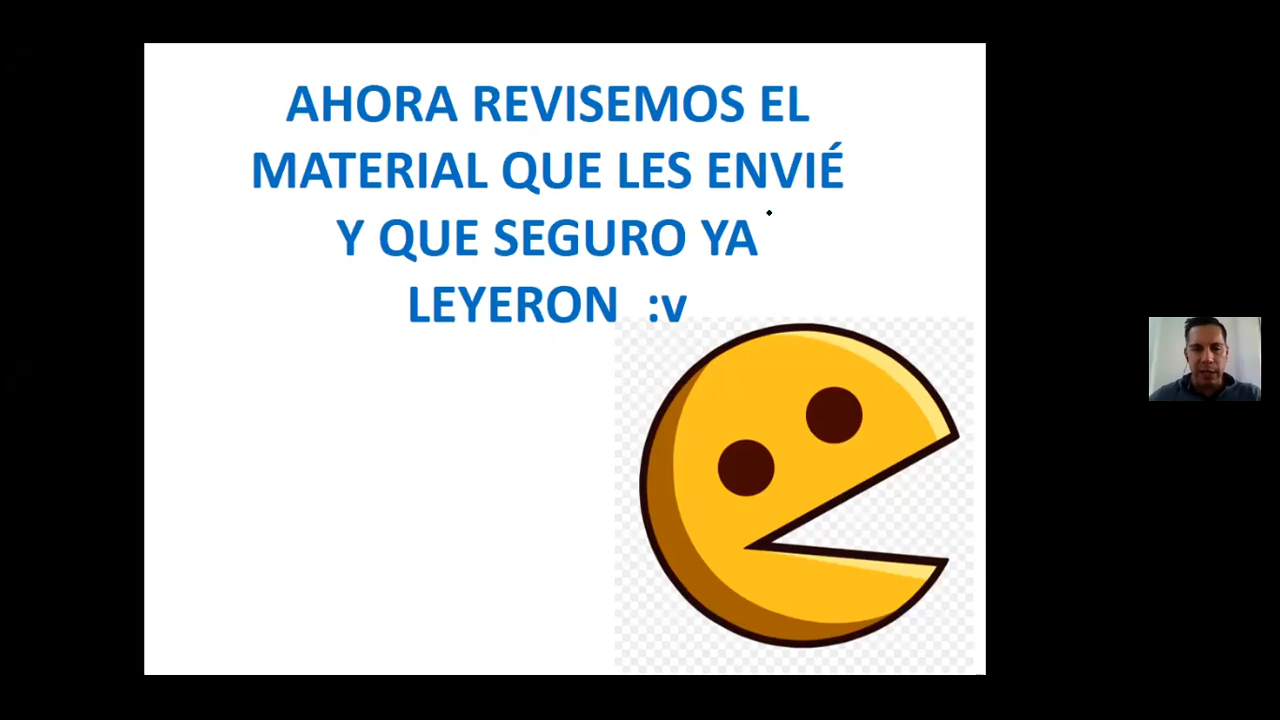 AHORA REVISEMOS EL
MATERIAL QUE LES ENVIÉ
Y QUE SEGURO YA
LEYERON :v